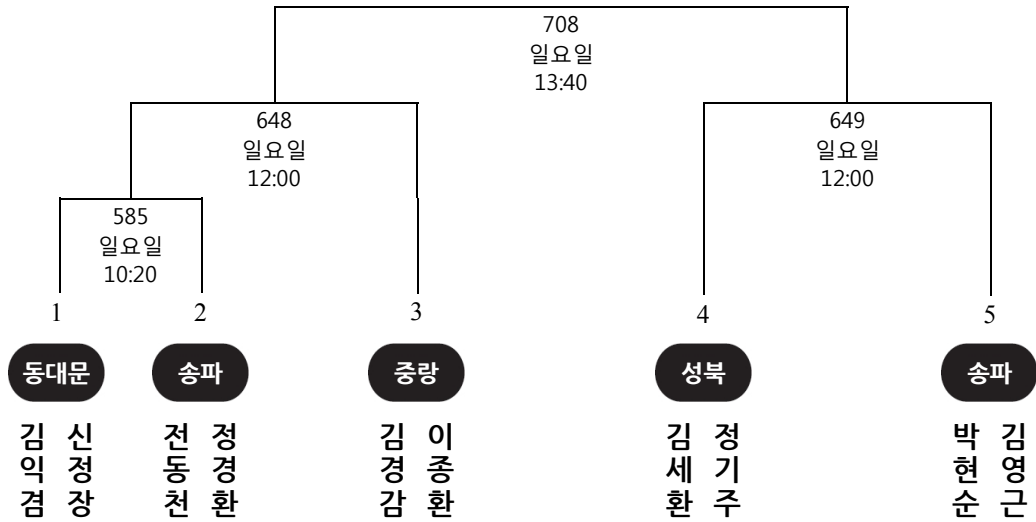 708
일요일
13:40
648
일요일
12:00
649
일요일
12:00
585
일요일
10:20
1 2 3 4 5
동대문 송파 중랑 성북 송파
김 신 전 정 김 이 김 정 박 김
익 정 동 경 경 종 세 기 현 영
겸 장 천 환 감 환 환 주 순 근